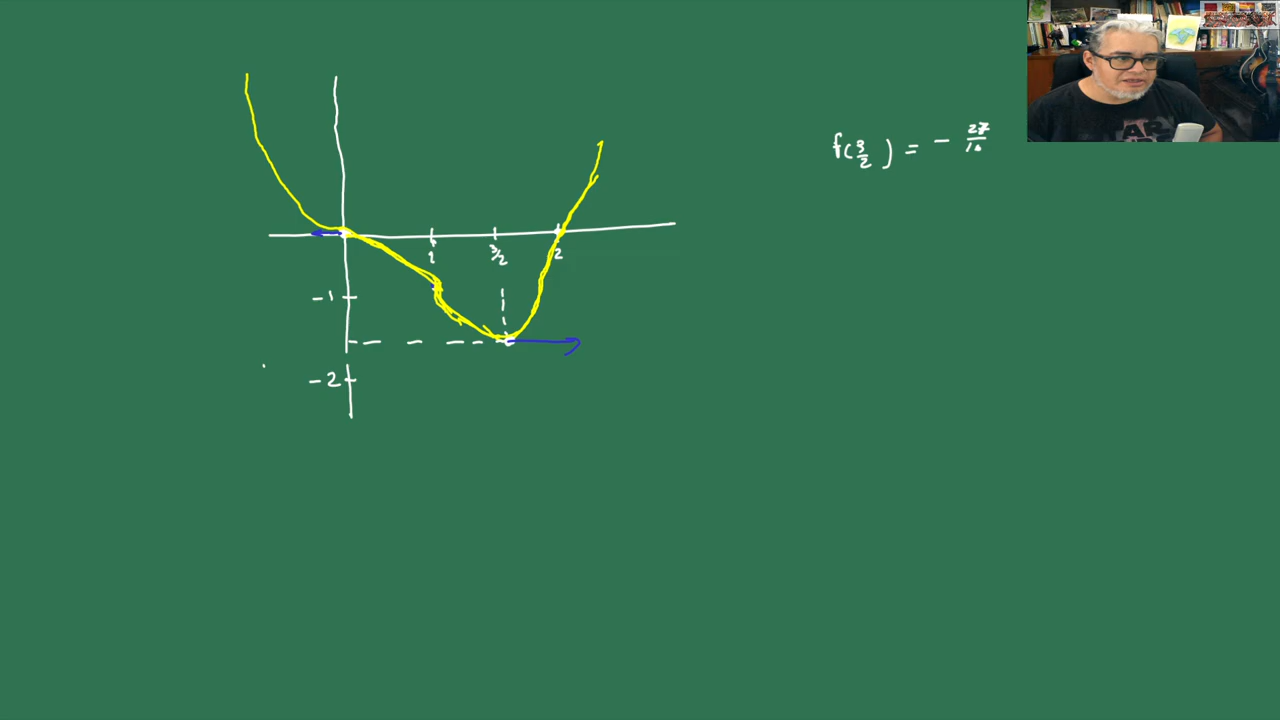 f(3/2) = - 27/16
1 3/2 2
-1
-2